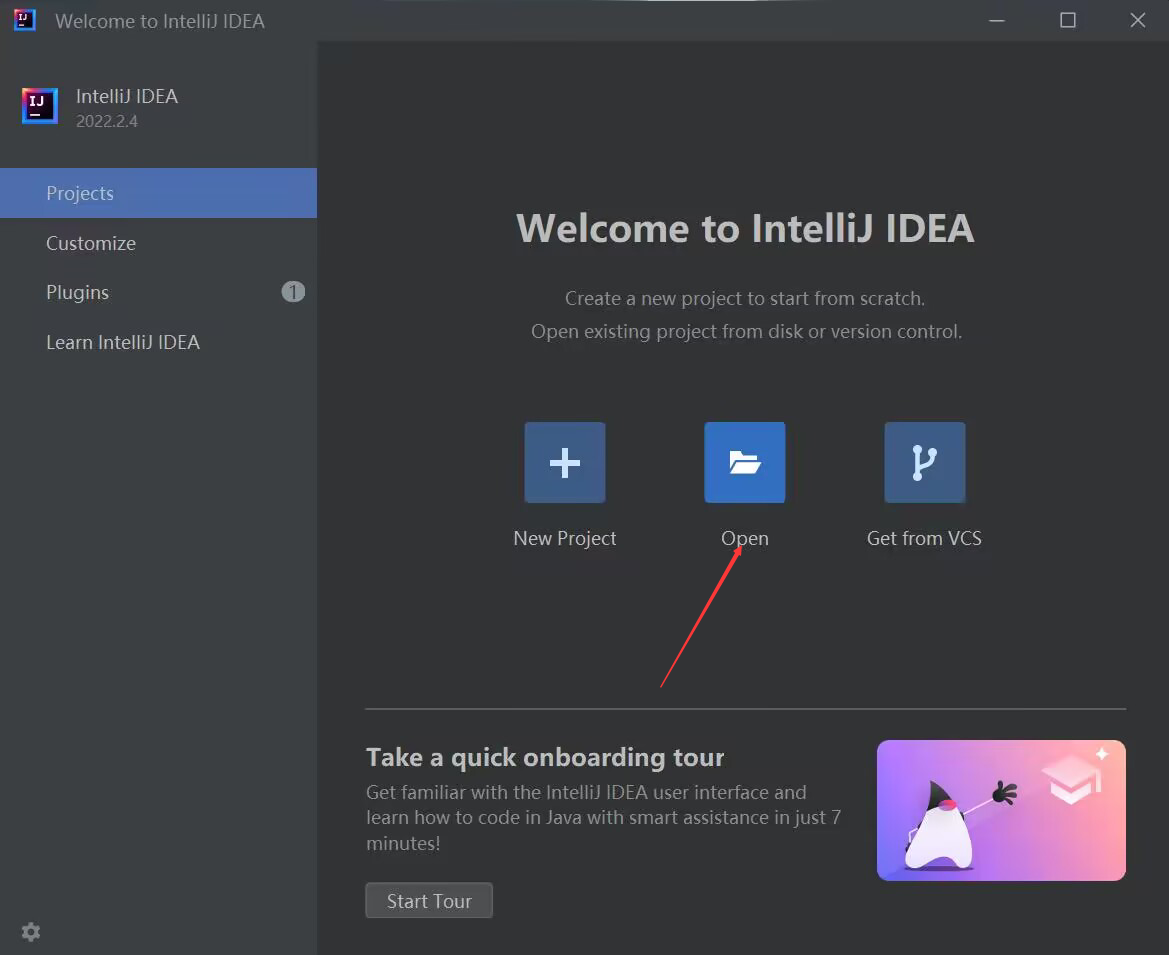 Welcome to IntelliJ IDEA
IJ
IntelliJ IDEA
2022.2.4
Projects
Customize
Plugins
1
Learn IntelliJ IDEA
Welcome to IntelliJ IDEA
Create a new project to start from scratch.
Open existing project from disk or version control.
New Project
Open
Get from VCS
Take a quick onboarding tour
Get familiar with the IntelliJ IDEA user interface and
learn how to code in Java with smart assistance in just 7
minutes!
Start Tour